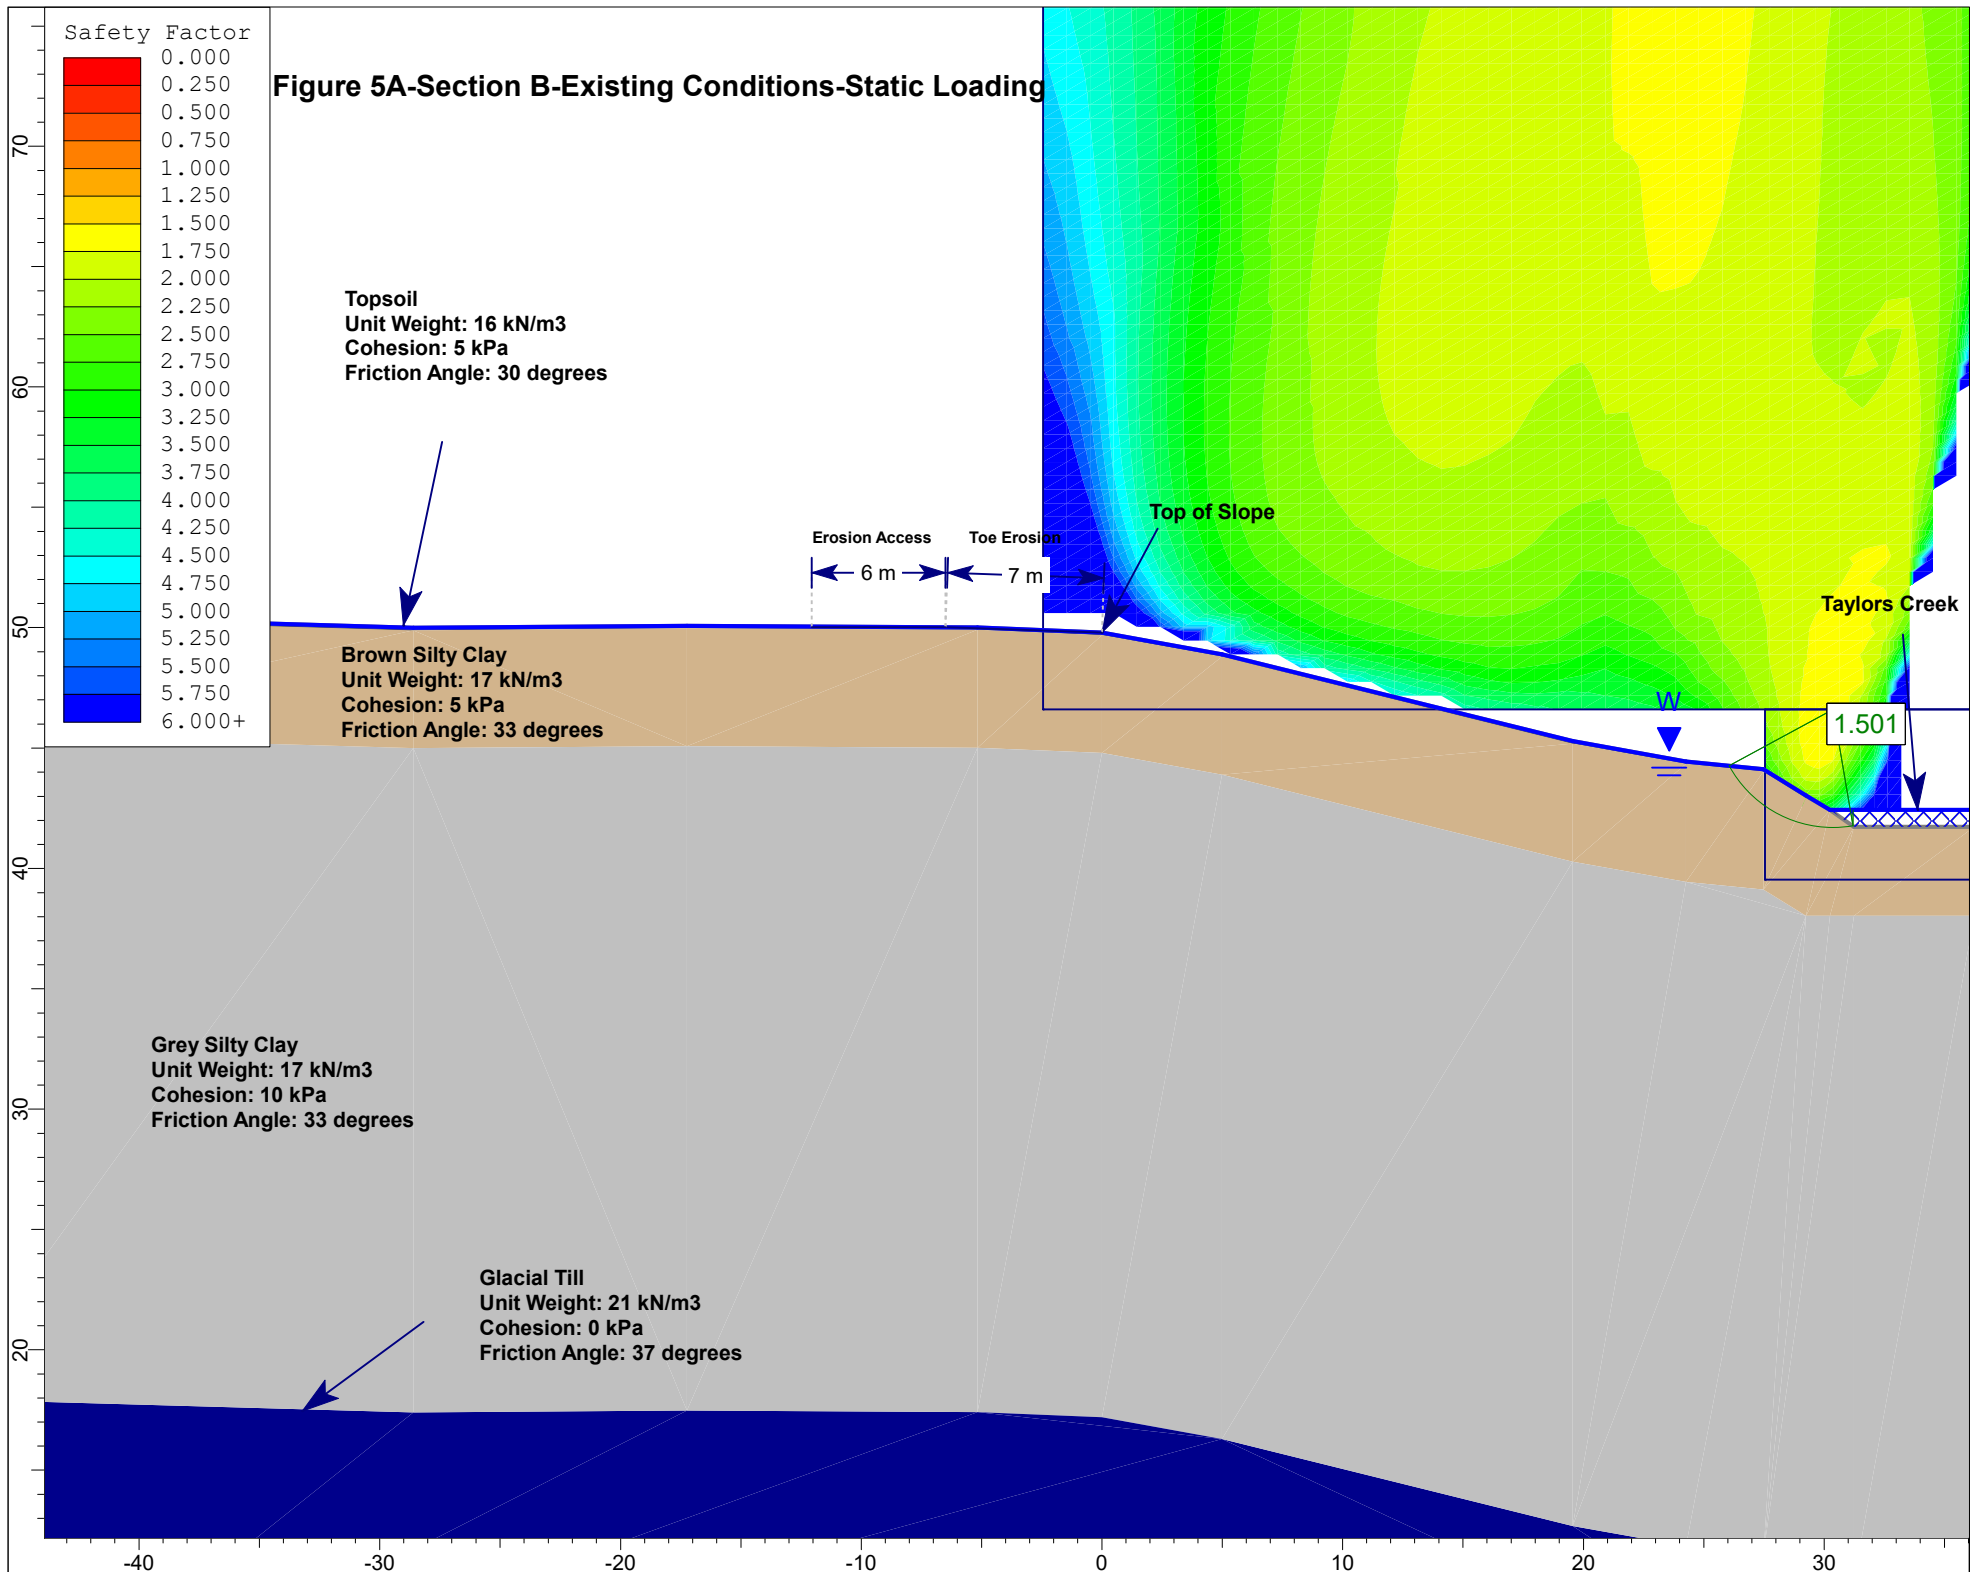 Safety Factor
0.000
0.250
0.500
0.750
1.000
1.250
1.500
1.750
2.000
2.250
2.500
2.750
3.000
3.250
3.500
3.750
4.000
4.250
4.500
4.750
5.000
5.250
5.500
5.750
6.000+
Figure 5A-Section B-Existing Conditions-Static Loading
Topsoil
Unit Weight: 16 kN/m3
Cohesion: 5 kPa
Friction Angle: 30 degrees
Erosion Access
Toe Erosion
6 m
7 m
Top of Slope
Taylors Creek
W
1.501
Brown Silty Clay
Unit Weight: 17 kN/m3
Cohesion: 5 kPa
Friction Angle: 33 degrees
Grey Silty Clay
Unit Weight: 17 kN/m3
Cohesion: 10 kPa
Friction Angle: 33 degrees
Glacial Till
Unit Weight: 21 kN/m3
Cohesion: 0 kPa
Friction Angle: 37 degrees
70
60
50
40
30
20
-40
-30
-20
-10
0
10
20
30